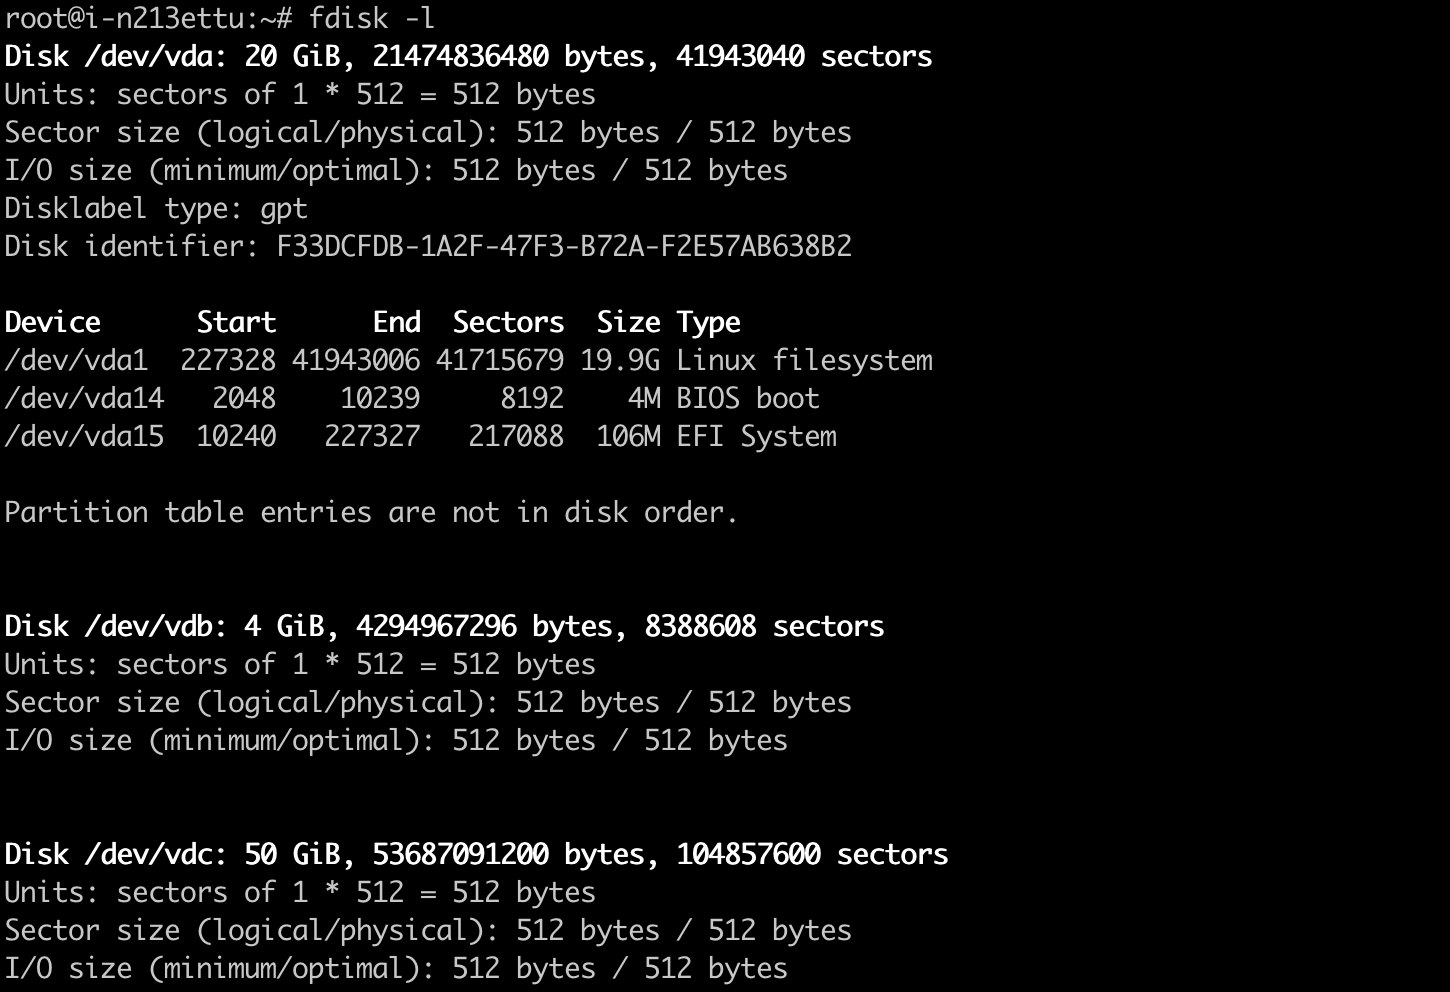 root@i-n213ettu:~# fdisk -l
Disk /dev/vda: 20 GiB, 21474836480 bytes, 41943040 sectors
Units: sectors of 1 * 512 = 512 bytes
Sector size (logical/physical): 512 bytes / 512 bytes
I/O size (minimum/optimal): 512 bytes / 512 bytes
Disklabel type: gpt
Disk identifier: F33DCFDB-1A2F-47F3-B72A-F2E57AB638B2
Device      Start      End  Sectors  Size Type
/dev/vda1  227328 41943006 41715679 19.9G Linux filesystem
/dev/vda14   2048    10239     8192    4M BIOS boot
/dev/vda15  10240   227327   217088  106M EFI System
Partition table entries are not in disk order.
Disk /dev/vdb: 4 GiB, 4294967296 bytes, 8388608 sectors
Units: sectors of 1 * 512 = 512 bytes
Sector size (logical/physical): 512 bytes / 512 bytes
I/O size (minimum/optimal): 512 bytes / 512 bytes
Disk /dev/vdc: 50 GiB, 53687091200 bytes, 104857600 sectors
Units: sectors of 1 * 512 = 512 bytes
Sector size (logical/physical): 512 bytes / 512 bytes
I/O size (minimum/optimal): 512 bytes / 512 bytes